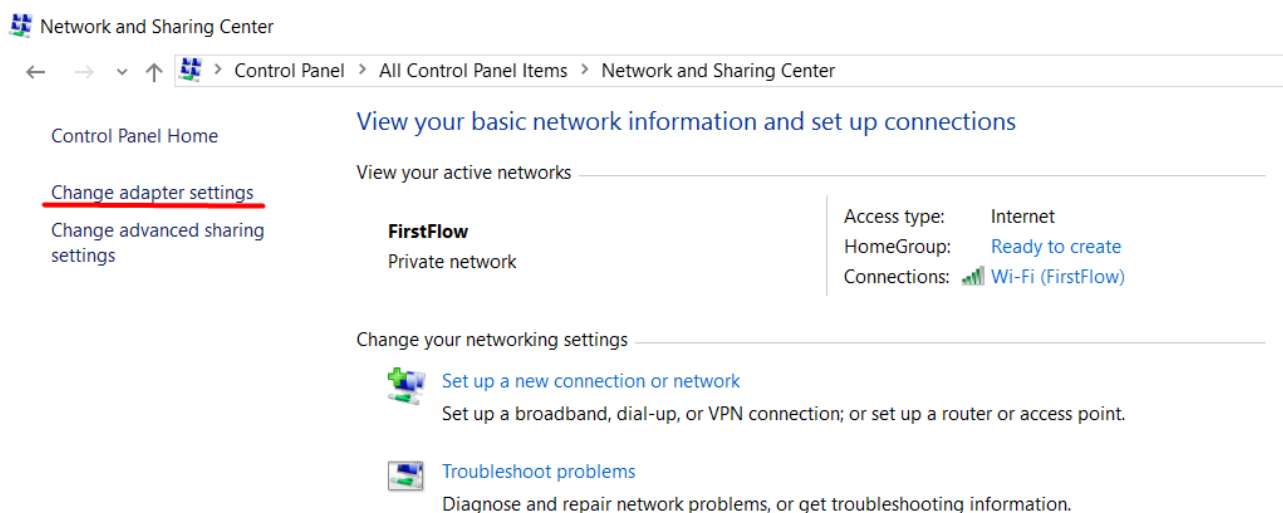 Network and Sharing Center
Control Panel > All Control Panel Items > Network and Sharing Center
Control Panel Home
Change adapter settings
Change advanced sharing
settings
View your basic network information and set up connections
View your active networks
FirstFlow
Private network
Access type: Internet
HomeGroup: Ready to create
Connections: Wi-Fi (FirstFlow)
Change your networking settings
Set up a new connection or network
Set up a broadband, dial-up, or VPN connection; or set up a router or access point.
Troubleshoot problems
Diagnose and repair network problems, or get troubleshooting information.